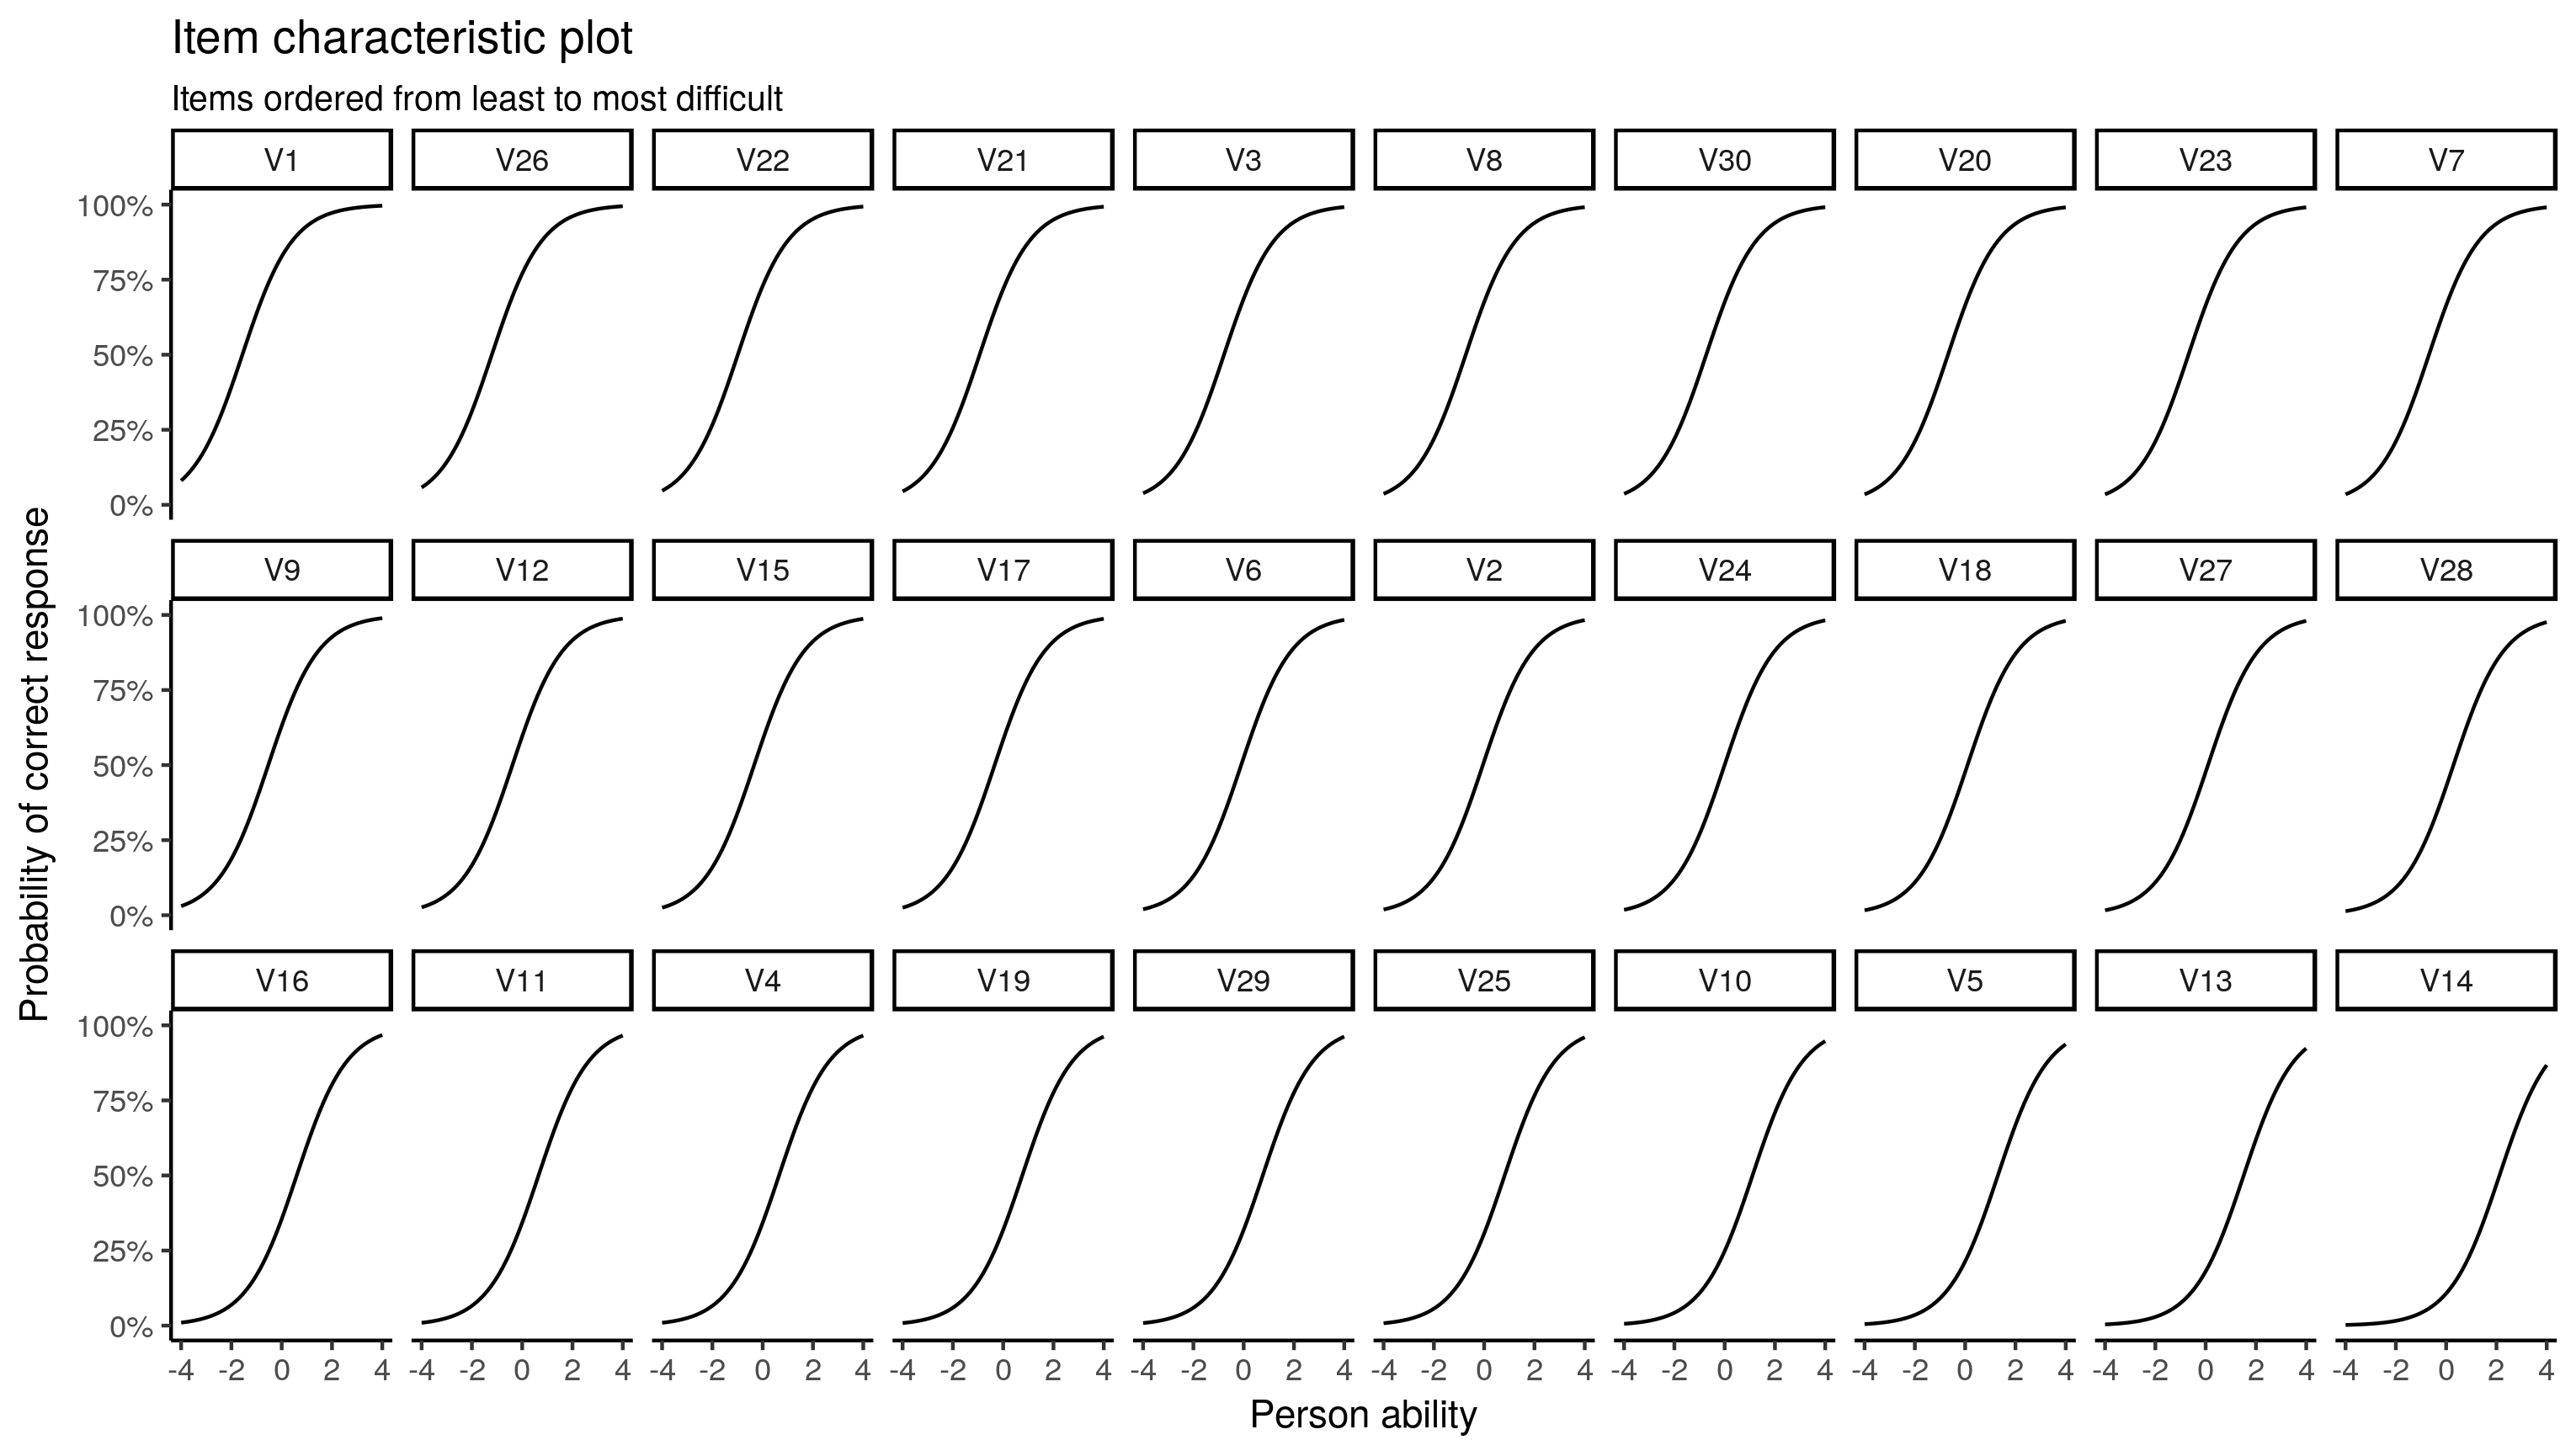 Item characteristic plot
Items ordered from least to most difficult
V1 V26 V22 V21 V3 V8 V30 V20 V23 V7
100%
75%
50%
25%
0%
V9 V12 V15 V17 V6 V2 V24 V18 V27 V28
100%
75%
50%
25%
0%
V16 V11 V4 V19 V29 V25 V10 V5 V13 V14
100%
75%
50%
25%
0%
-4 -2 0 2 4 -4 -2 0 2 4 -4 -2 0 2 4 -4 -2 0 2 4 -4 -2 0 2 4 -4 -2 0 2 4 -4 -2 0 2 4 -4 -2 0 2 4 -4 -2 0 2 4 -4 -2 0 2 4
Person ability
Probability of correct response